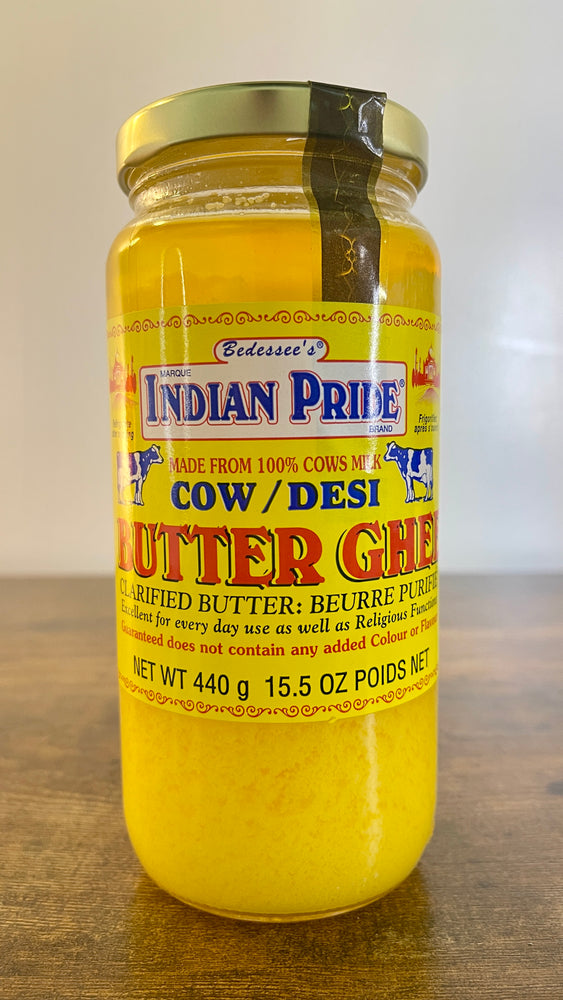 Bedessee's®
MARQUE
INDIAN PRIDE®
BRAND
Frigorifiez
MADE FROM 100% COWS MILK
COW / DESI
BUTTER GHEE
CLARIFIED BUTTER: BEURRE PURIFIE
Excellent for every day use as well as Religious Functions
Guaranteed does not contain any added Colour or Flavour
NET WT 440 g 15.5 OZ POIDS NET